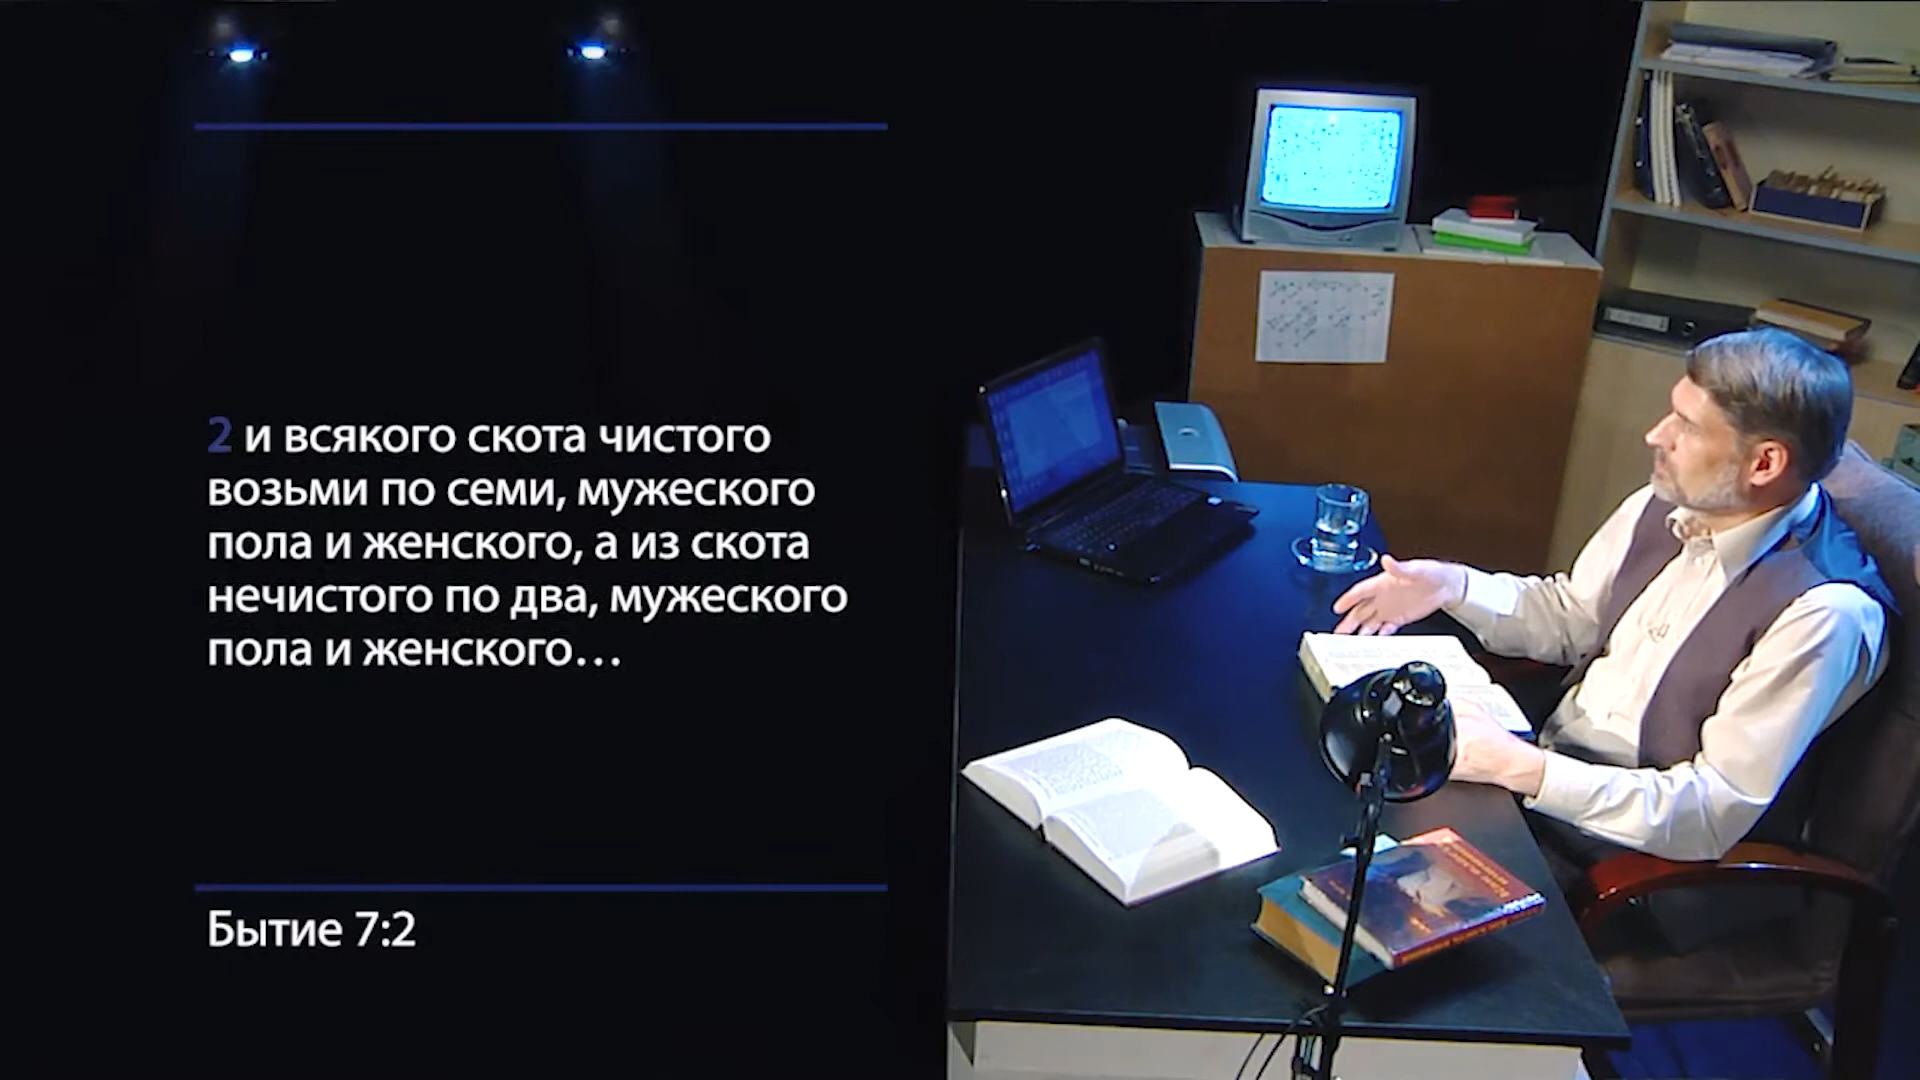 2 и всякого скота чистого
возьми по семи, мужеского
пола и женского, а из скота
нечистого по два, мужеского
пола и женского…
Бытие 7:2